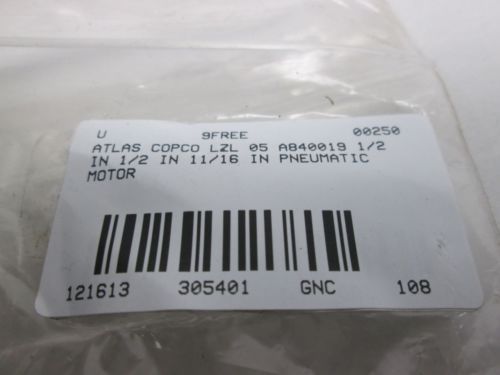 U 9FREE 00250
ATLAS COPCO LZL 05 A840019 1/2
IN 1/2 IN 11/16 IN PNEUMATIC
MOTOR
121613 305401 GNC 108